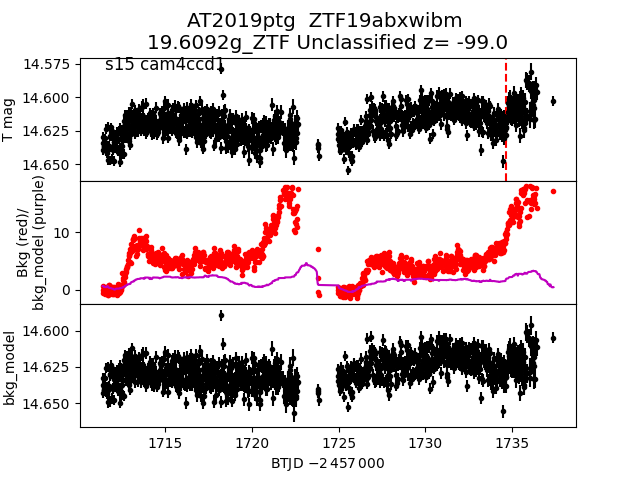 AT2019ptg  ZTF19abxwibm
19.6092g_ZTF Unclassified z= -99.0
s15 cam4ccd1
14.575
14.600
14.625
14.650
T mag
10
0
Bkg (red)/
bkg_model (purple)
14.600
14.625
14.650
bkg_model
1715
1720
1725
1730
1735
BTJD −2 457 000